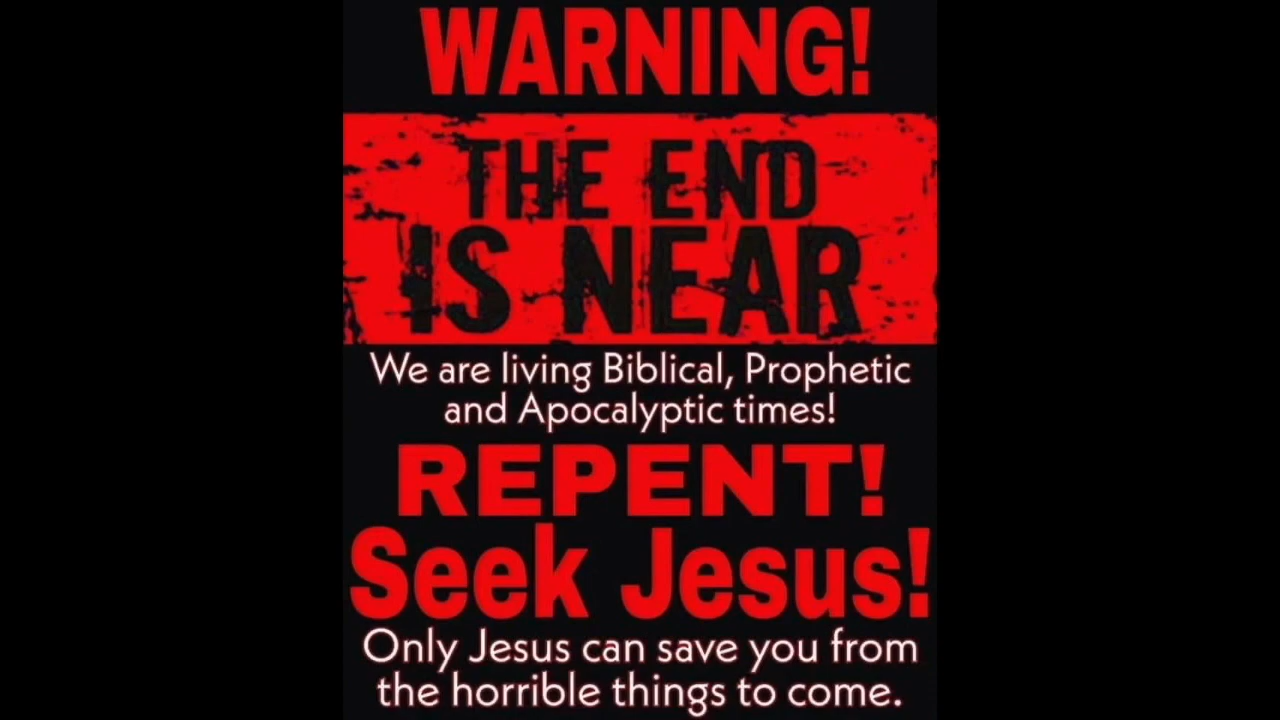 WARNING!
THE END
IS NEAR
We are living Biblical, Prophetic
and Apocalyptic times!
REPENT!
Seek Jesus!
Only Jesus can save you from
the horrible things to come.